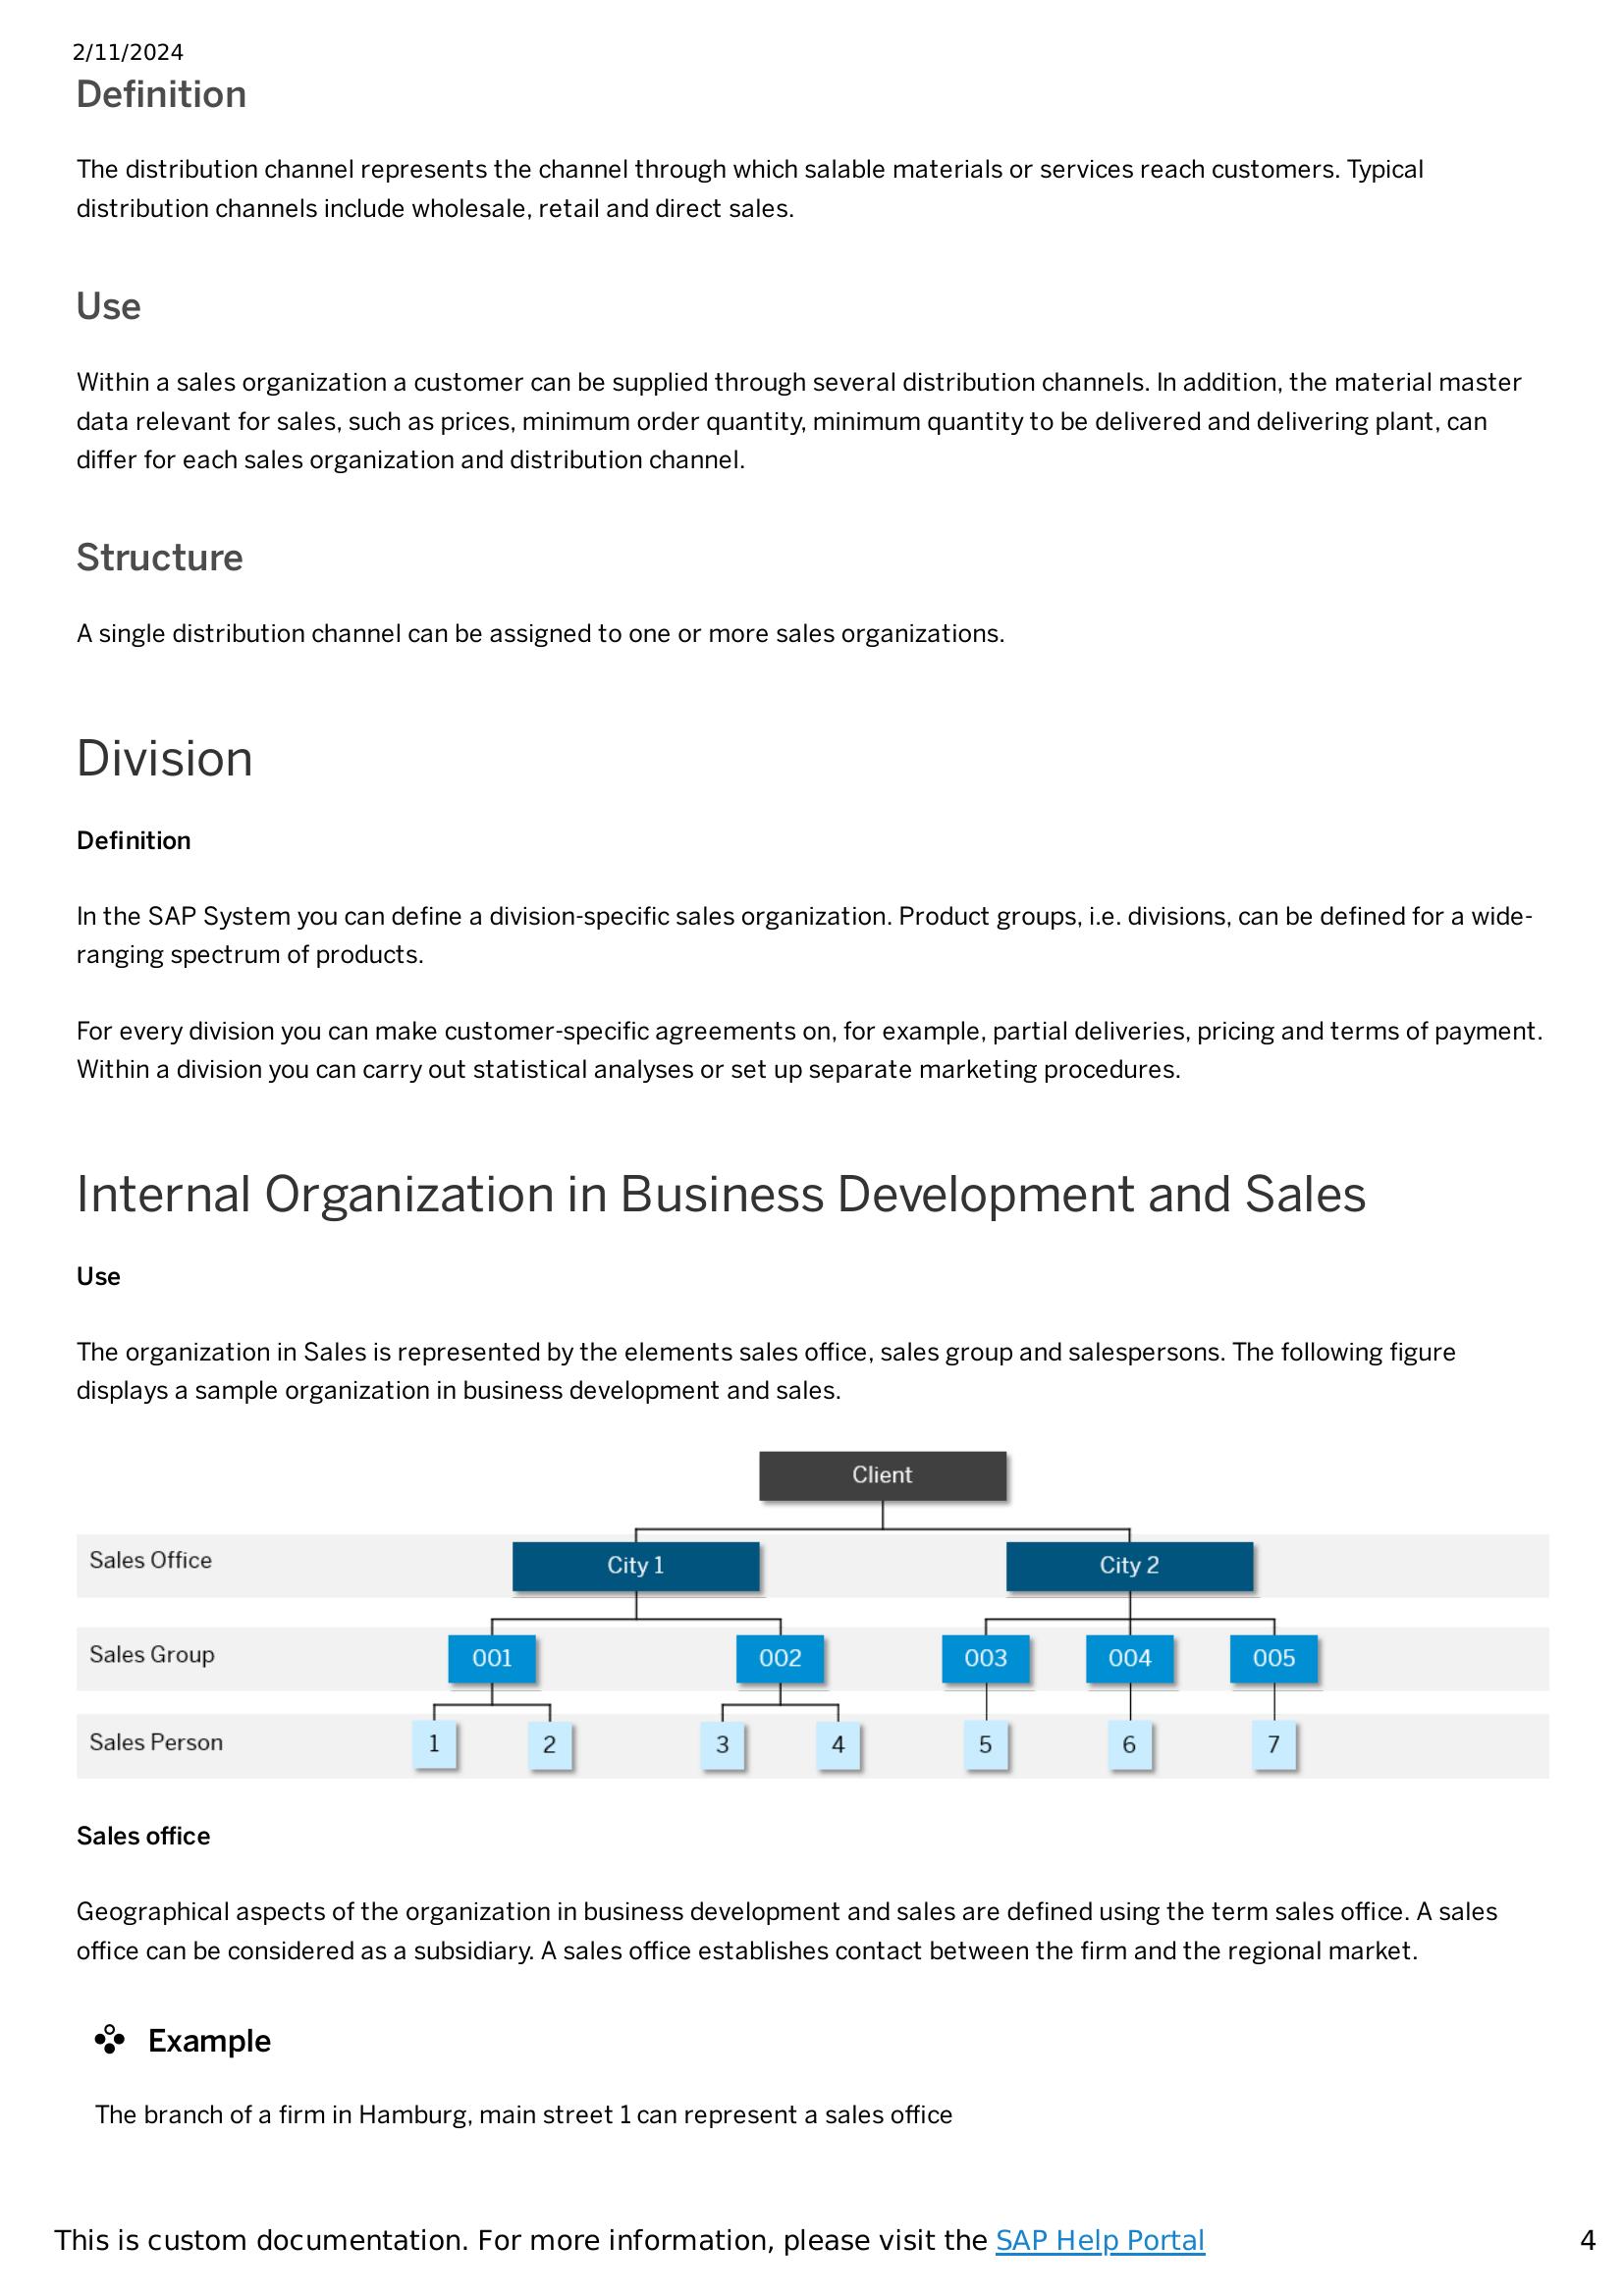 2/11/2024
Definition
The distribution channel represents the channel through which salable materials or services reach customers. Typical
distribution channels include wholesale, retail and direct sales.
Use
Within a sales organization a customer can be supplied through several distribution channels. In addition, the material master
data relevant for sales, such as prices, minimum order quantity, minimum quantity to be delivered and delivering plant, can
differ for each sales organization and distribution channel.
Structure
A single distribution channel can be assigned to one or more sales organizations.
Division
Definition
In the SAP System you can define a division-specific sales organization. Product groups, i.e. divisions, can be defined for a wide-
ranging spectrum of products.
For every division you can make customer-specific agreements on, for example, partial deliveries, pricing and terms of payment.
Within a division you can carry out statistical analyses or set up separate marketing procedures.
Internal Organization in Business Development and Sales
Use
The organization in Sales is represented by the elements sales office, sales group and salespersons. The following figure
displays a sample organization in business development and sales.
Client
Sales Office City 1 City 2
Sales Group 001 002 003 004 005
Sales Person 1 2 3 4 5 6 7
Sales office
Geographical aspects of the organization in business development and sales are defined using the term sales office. A sales
office can be considered as a subsidiary. A sales office establishes contact between the firm and the regional market.
Example
The branch of a firm in Hamburg, main street 1 can represent a sales office
This is custom documentation. For more information, please visit the SAP Help Portal 4